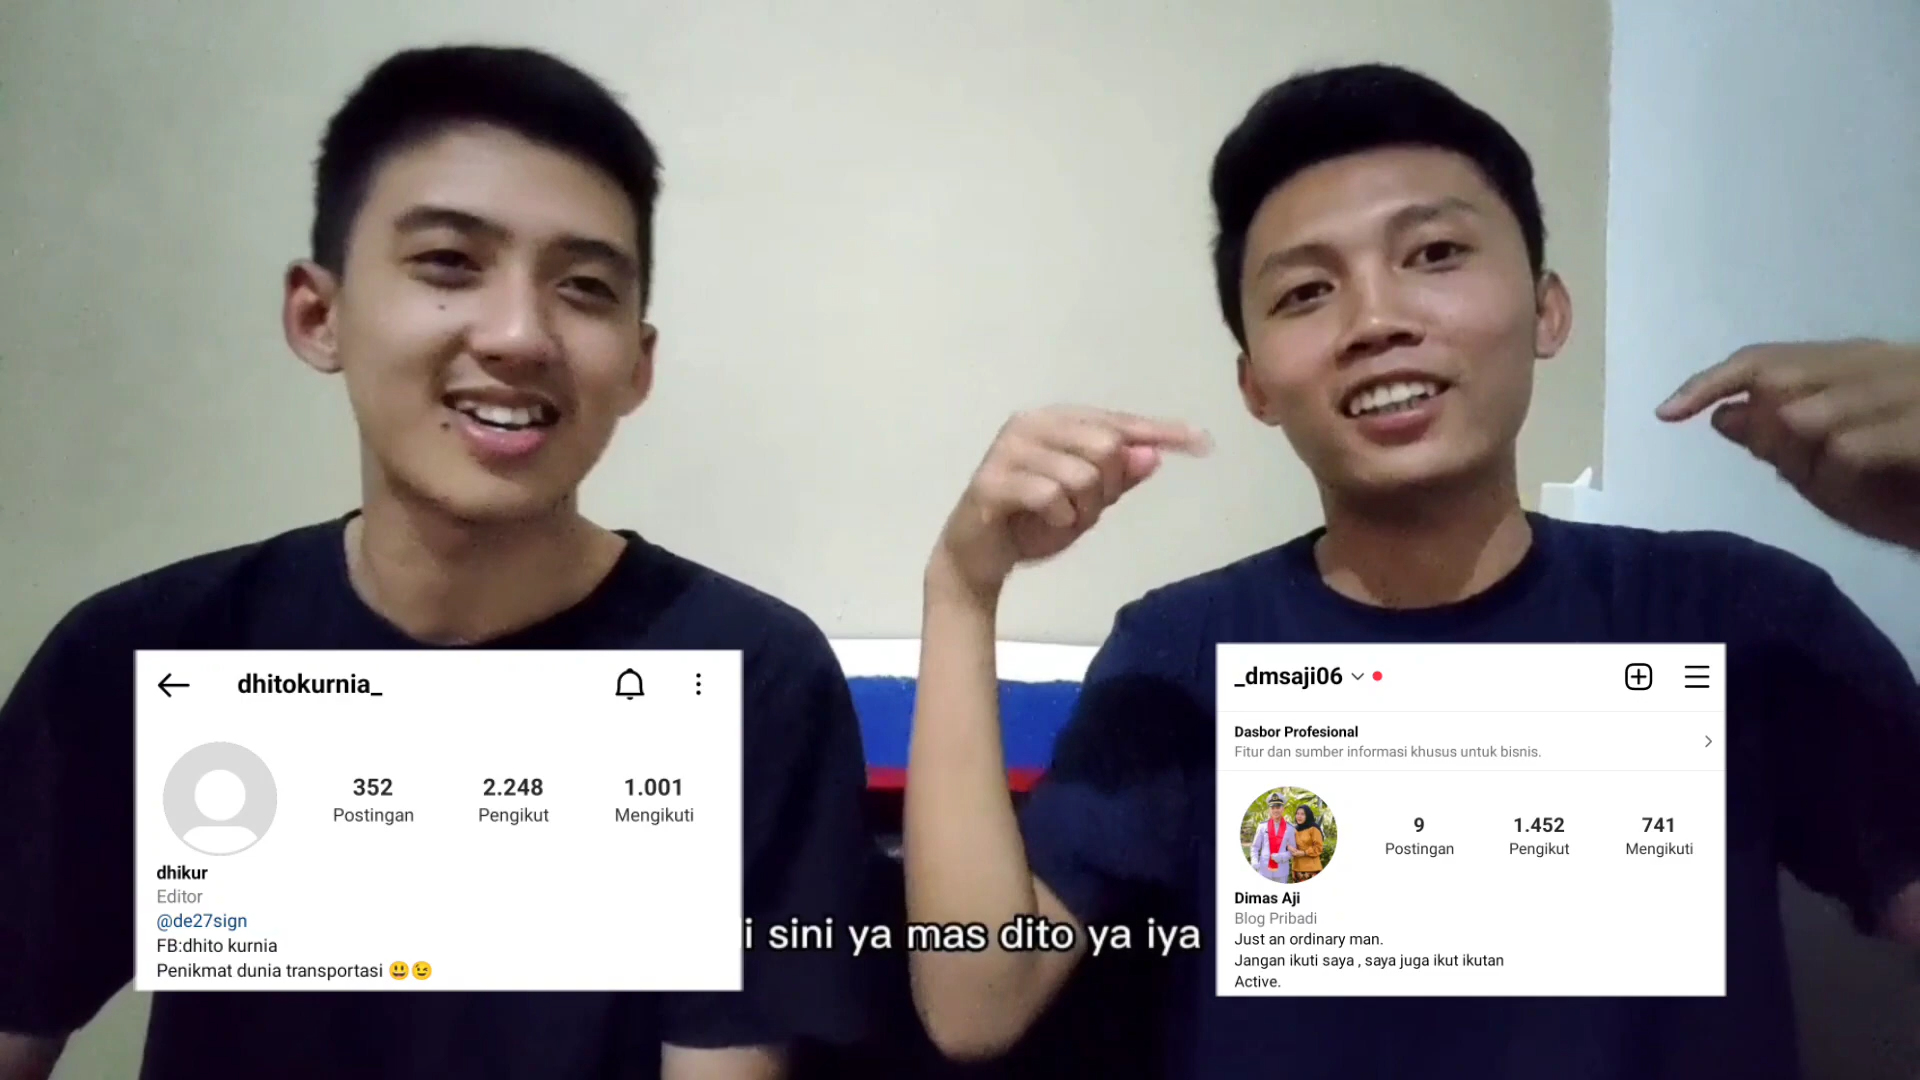 dhitokurnia_
352
2.248
1.001
Postingan
Pengikut
Mengikuti
dhikur
Editor
@de27sign
FB:dhito kurnia
Penikmat dunia transportasi 😃😉
_dmsaji06
Dasbor Profesional
Fitur dan sumber informasi khusus untuk bisnis.
9
1.452
741
Postingan
Pengikut
Mengikuti
Dimas Aji
Blog Pribadi
Just an ordinary man.
Jangan ikuti saya , saya juga ikut ikutan
Active.
i sini ya mas dito ya iya